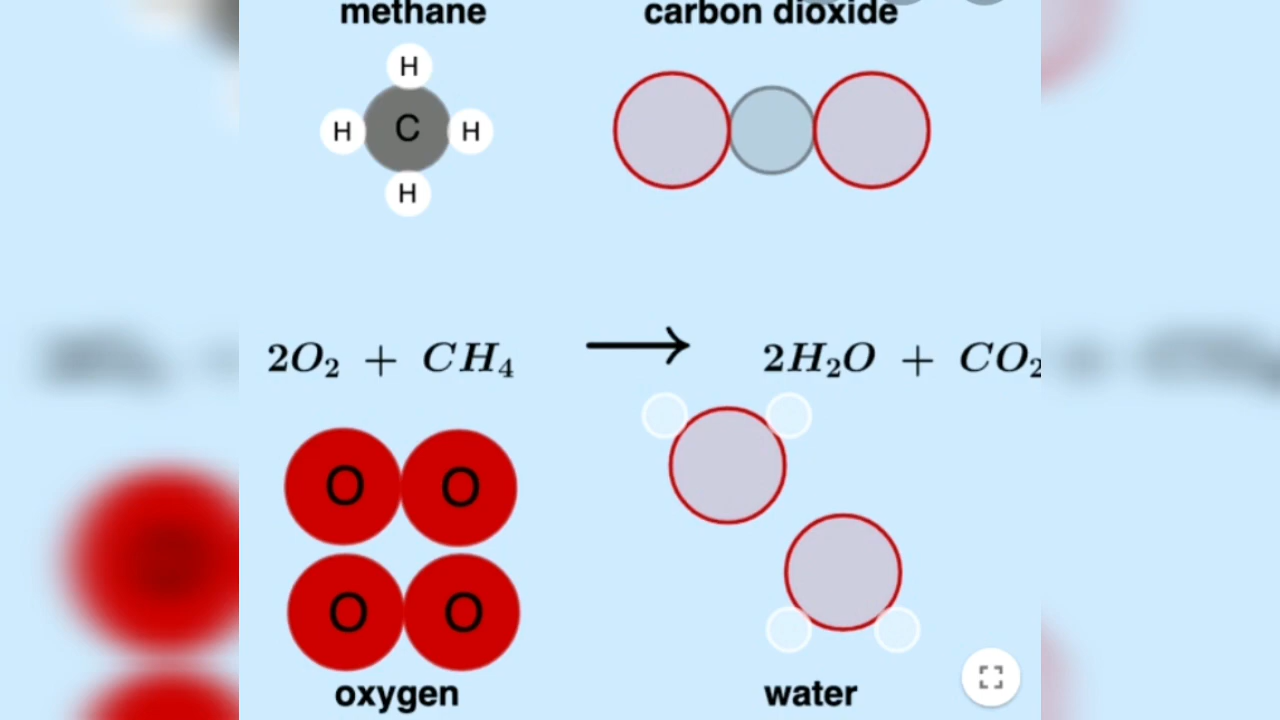 methane carbon dioxide
H
H C H
H
2O₂ + CH₄ → 2H₂O + CO₂
O O
O O
oxygen water